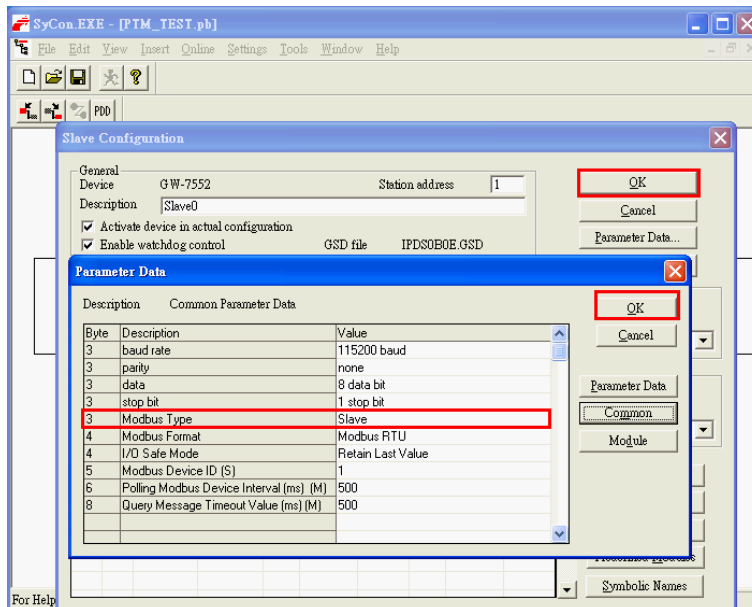 SyCon.EXE - [PTM_TEST.pb]
File Edit View Insert Online Settings Tools Window Help
PDD
Slave Configuration
General
Device GW-7552 Station address 1
OK
Description Slave0
Cancel
Activate device in actual configuration
Enable watchdog control GSD file IPDS0B0E.GSD
Parameter Data...
Parameter Data
Description Common Parameter Data
OK
Cancel
Byte Description Value
3 baud rate 115200 baud
3 parity none
3 data 8 data bit
3 stop bit 1 stop bit
3 Modbus Type Slave
4 Modbus Format Modbus RTU
4 I/O Safe Mode Retain Last Value
5 Modbus Device ID (S) 1
6 Polling Modbus Device Interval (ms) (M) 500
8 Query Message Timeout Value (ms) (M) 500
Parameter Data
Common
Module
Symbolic Names
For Help